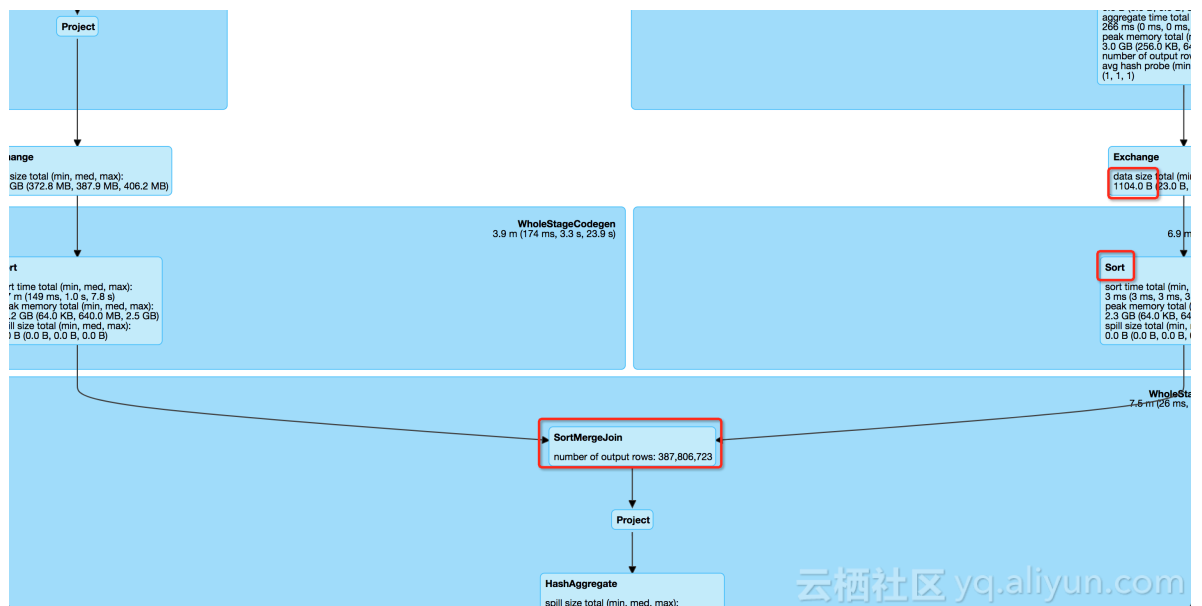 Project
aggregate time total
266 ms (0 ms, 0 ms,
peak memory total (
3.0 GB (256.0 KB, 64
number of output rov
avg hash probe (min
(1, 1, 1)
ange
size total (min, med, max):
GB (372.8 MB, 387.9 MB, 406.2 MB)
Exchange
data size total (mi
1104.0 B (23.0 B,
WholeStageCodegen
3.9 m (174 ms, 3.3 s, 23.9 s)
6.9 m
rt
rt time total (min, med, max):
m (149 ms, 1.0 s, 7.8 s)
ak memory total (min, med, max):
.2 GB (64.0 KB, 640.0 MB, 2.5 GB)
ill size total (min, med, max):
B (0.0 B, 0.0 B, 0.0 B)
Sort
sort time total (min,
3 ms (3 ms, 3 ms, 3
peak memory total (
2.3 GB (64.0 KB, 64
spill size total (min,
0.0 B (0.0 B, 0.0 B,
WholeSta
7.5 m (26 ms,
SortMergeJoin
number of output rows: 387,806,723
Project
HashAggregate
spill size total (min, med, max):
云栖社区 yq.aliyun.com